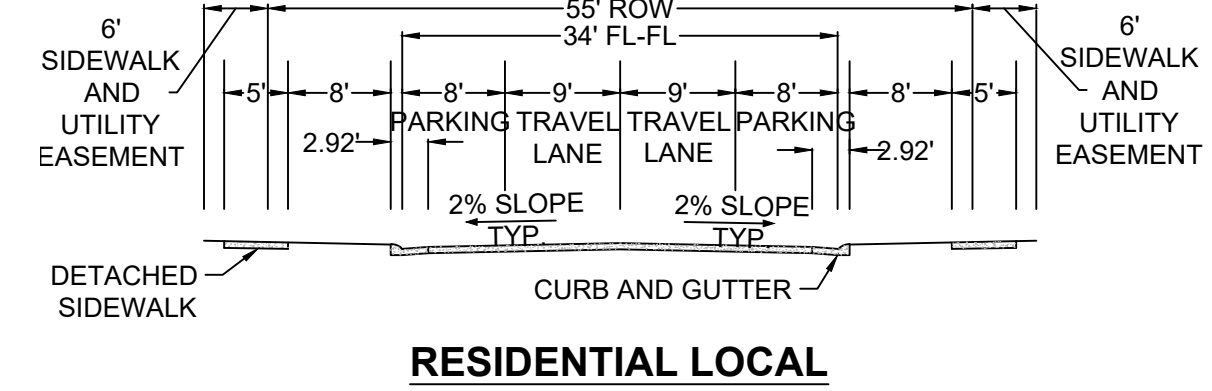 55' ROW
34' FL-FL
6'
SIDEWALK
AND
UTILITY
EASEMENT
5'
8'
8'
9'
9'
8'
8'
5'
6'
SIDEWALK
AND
UTILITY
EASEMENT
PARKING
TRAVEL
LANE
TRAVEL
LANE
PARKING
2.92'
2.92'
2% SLOPE
TYP.
2% SLOPE
TYP.
DETACHED
SIDEWALK
CURB AND GUTTER
RESIDENTIAL LOCAL